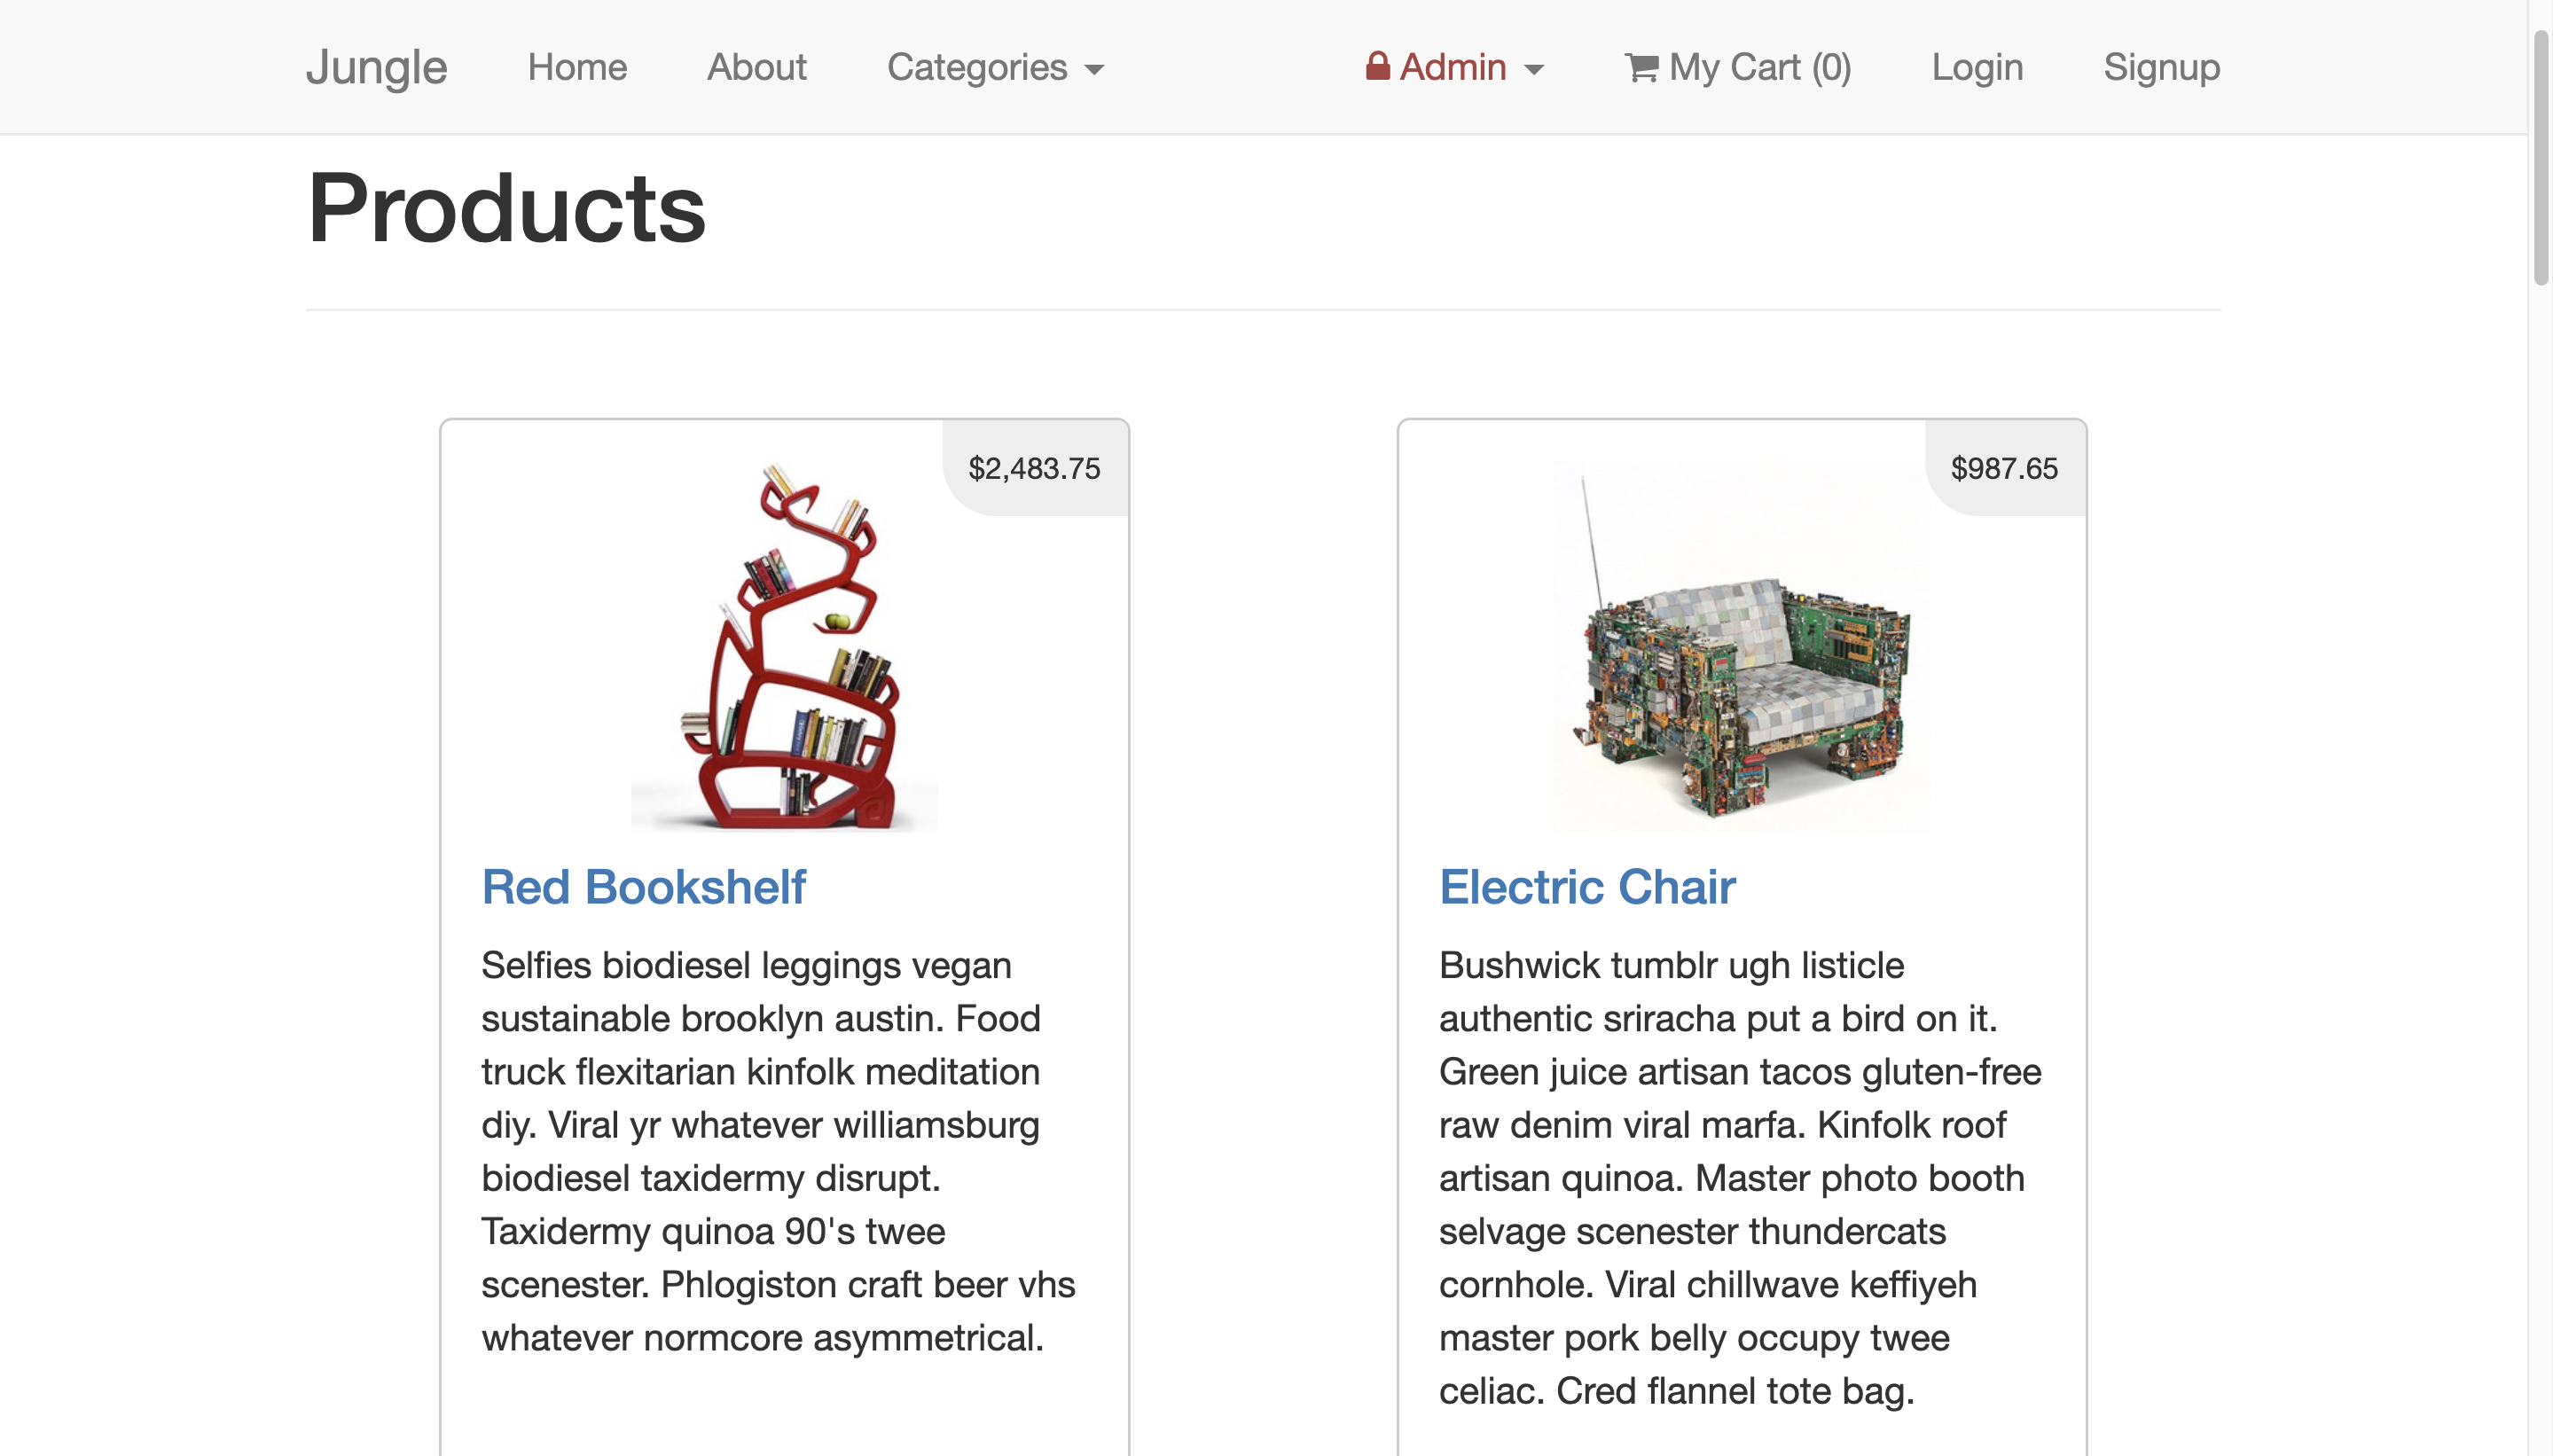 Jungle Home About Categories Admin My Cart (0) Login Signup
Products
$2,483.75
Red Bookshelf
Selfies biodiesel leggings vegan
sustainable brooklyn austin. Food
truck flexitarian kinfolk meditation
diy. Viral yr whatever williamsburg
biodiesel taxidermy disrupt.
Taxidermy quinoa 90's twee
scenester. Phlogiston craft beer vhs
whatever normcore asymmetrical.
$987.65
Electric Chair
Bushwick tumblr ugh listicle
authentic sriracha put a bird on it.
Green juice artisan tacos gluten-free
raw denim viral marfa. Kinfolk roof
artisan quinoa. Master photo booth
selvage scenester thundercats
cornhole. Viral chillwave keffiyeh
master pork belly occupy twee
celiac. Cred flannel tote bag.